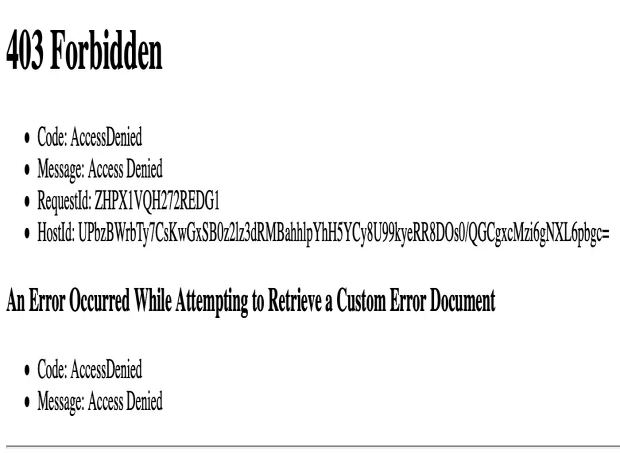 403 Forbidden
Code: AccessDenied
Message: Access Denied
RequestId: ZHPX1VQH272REDG1
HostId: UPbzBWrbTy7CsKwGxSB0z2lz3dRMBahhlpYhH5YCy8U99kyeRR8DOs0/QGCgxcMzi6gNXL6pbgc=
An Error Occurred While Attempting to Retrieve a Custom Error Document
Code: AccessDenied
Message: Access Denied